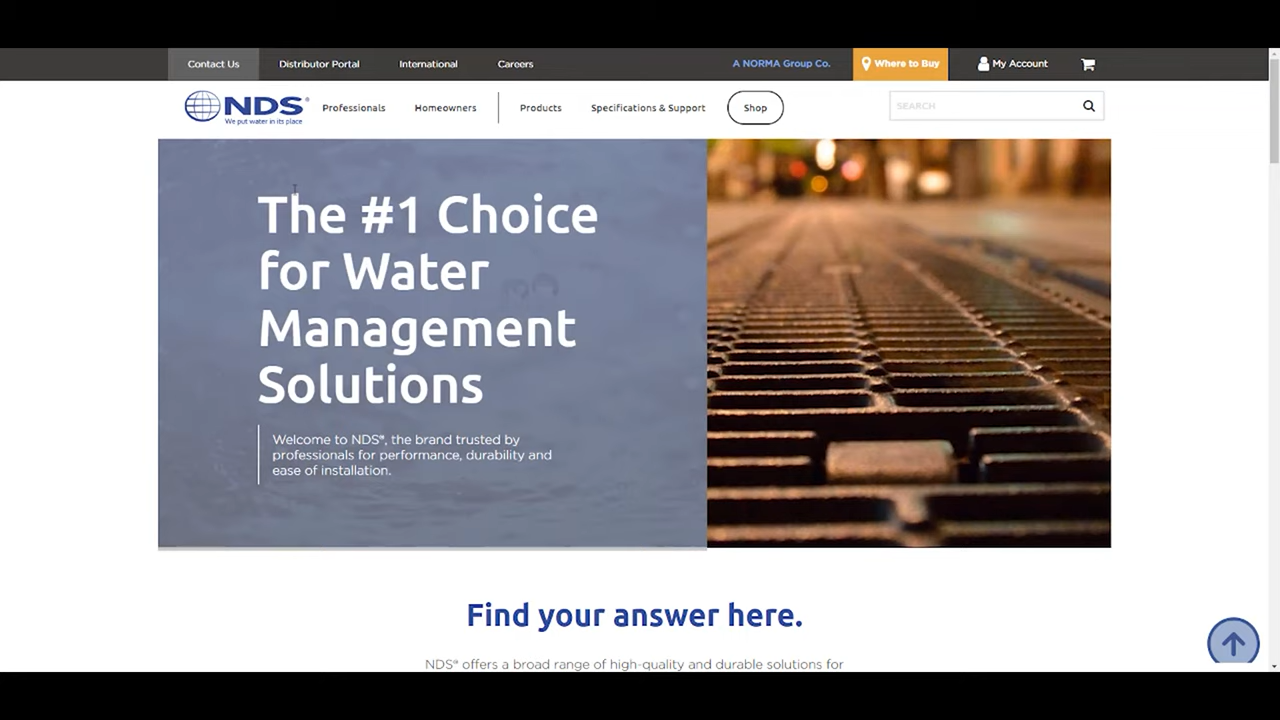 Contact Us
Distributor Portal
International
Careers
A NORMA Group Co.
Where to Buy
My Account
NDS®
We put water in its place
Professionals
Homeowners
Products
Specifications & Support
Shop
SEARCH
The #1 Choice
for Water
Management
Solutions
Welcome to NDS®, the brand trusted by
professionals for performance, durability and
ease of installation.
Find your answer here.
NDS® offers a broad range of high-quality and durable solutions for